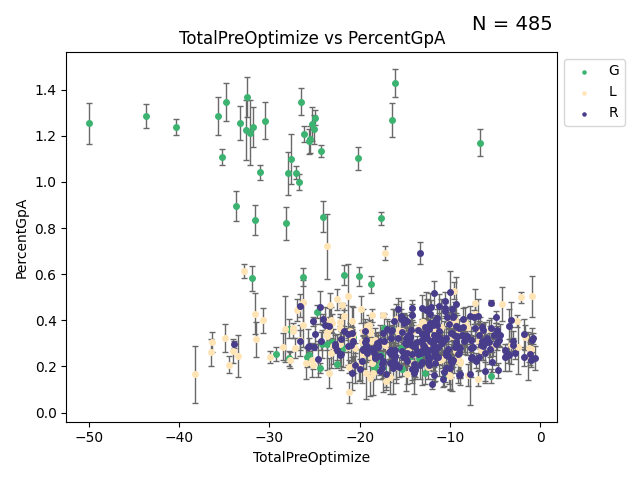 N = 485
TotalPreOptimize vs PercentGpA
G
L
R
PercentGpA
1.4
1.2
1.0
0.8
0.6
0.4
0.2
0.0
−50
−40
−30
−20
−10
0
TotalPreOptimize